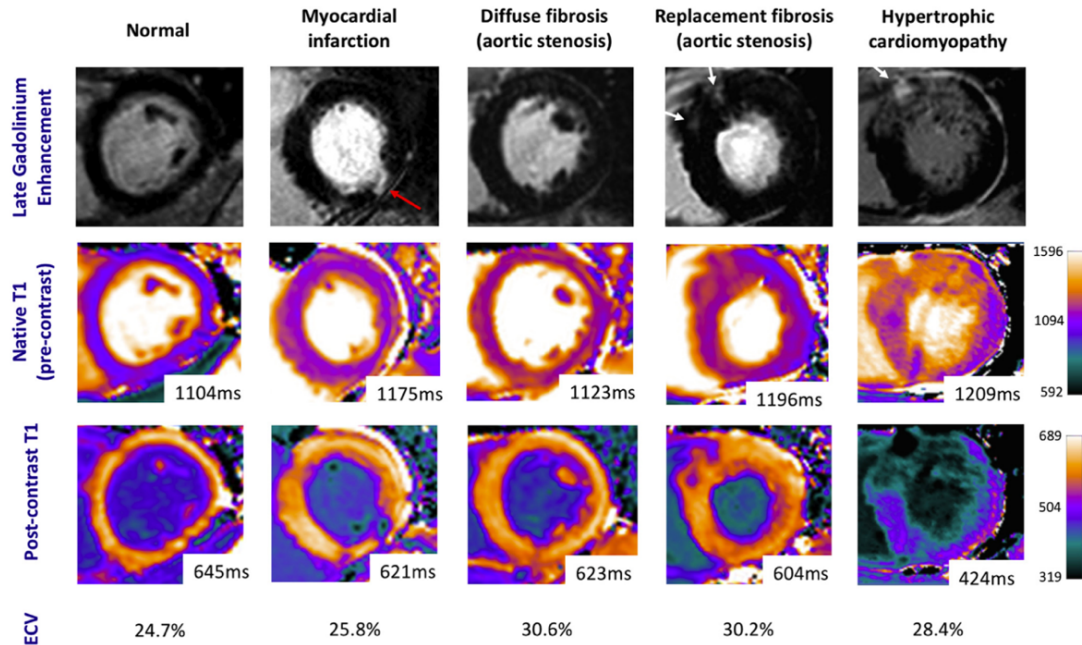 Normal
Myocardial
infarction
Diffuse fibrosis
(aortic stenosis)
Replacement fibrosis
(aortic stenosis)
Hypertrophic
cardiomyopathy
Late Gadolinium
Enhancement
Native T1
(pre-contrast)
1104ms
1175ms
1123ms
1196ms
1209ms
1596
1094
592
Post-contrast T1
645ms
621ms
623ms
604ms
424ms
689
504
319
ECV
24.7%
25.8%
30.6%
30.2%
28.4%